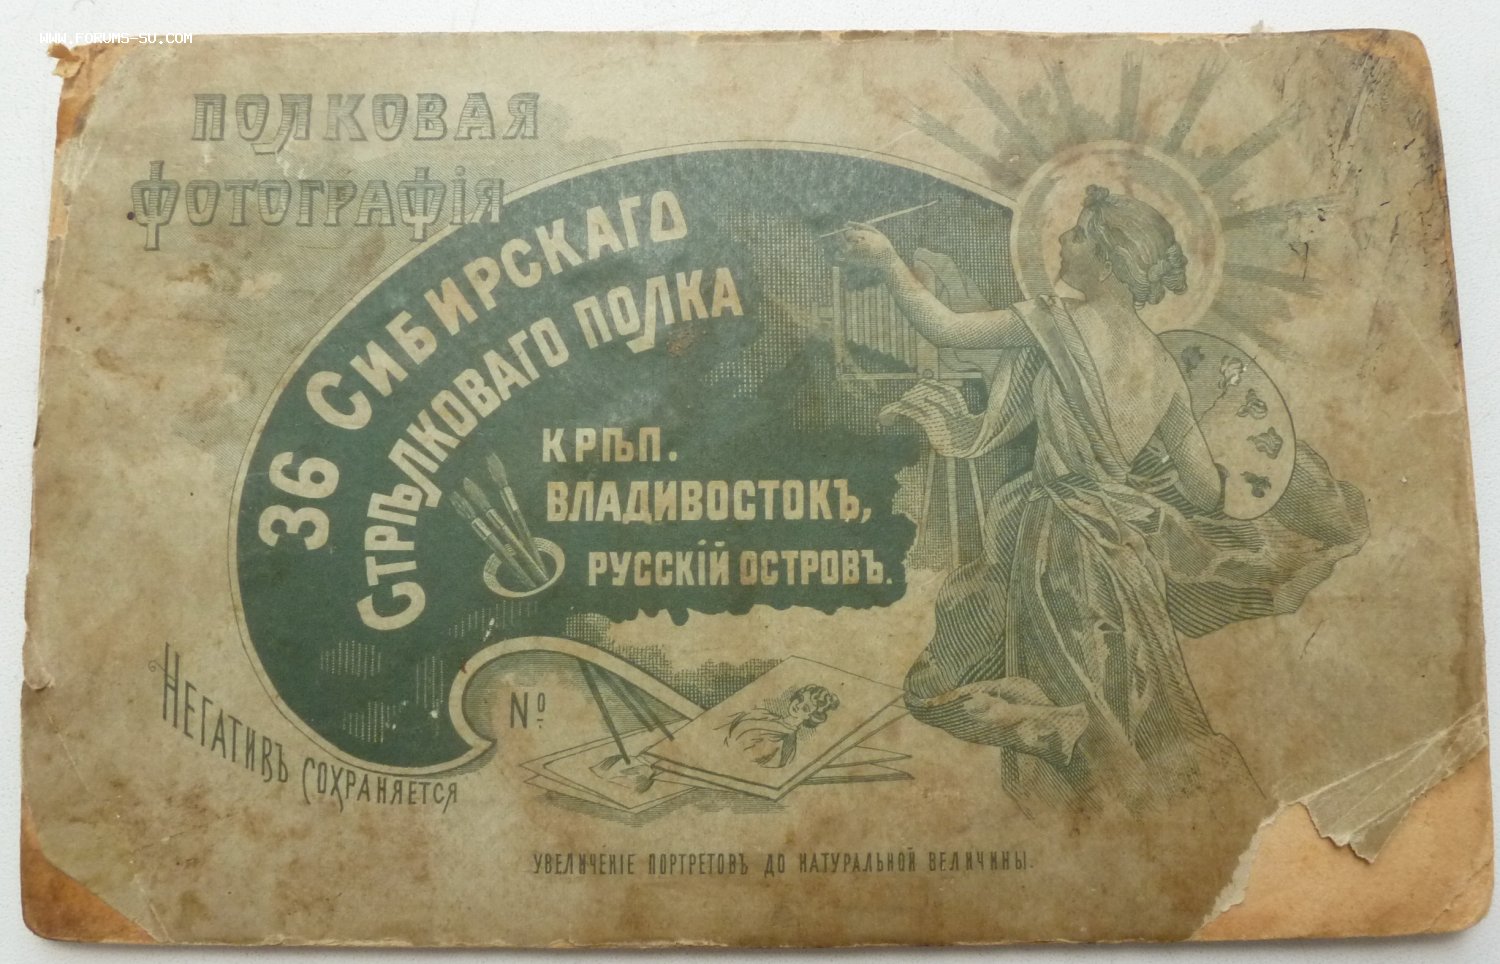 WWW.FORUMS-SU.COM
ПОЛКОВАЯ
ФОТОГРАФІЯ
36 СИБИРСКАГО
СТРѢЛКОВАГО ПОЛКА
КРѢП.
ВЛАДИВОСТОКЪ,
РУССКІЙ ОСТРОВЪ.
№
НЕГАТИВЪ СОХРАНЯЕТСЯ
УВЕЛИЧЕНІЕ ПОРТРЕТОВЪ ДО НАТУРАЛЬНОЙ ВЕЛИЧИНЫ.